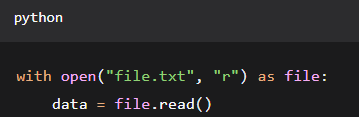 python
with open("file.txt", "r") as file:
    data = file.read()